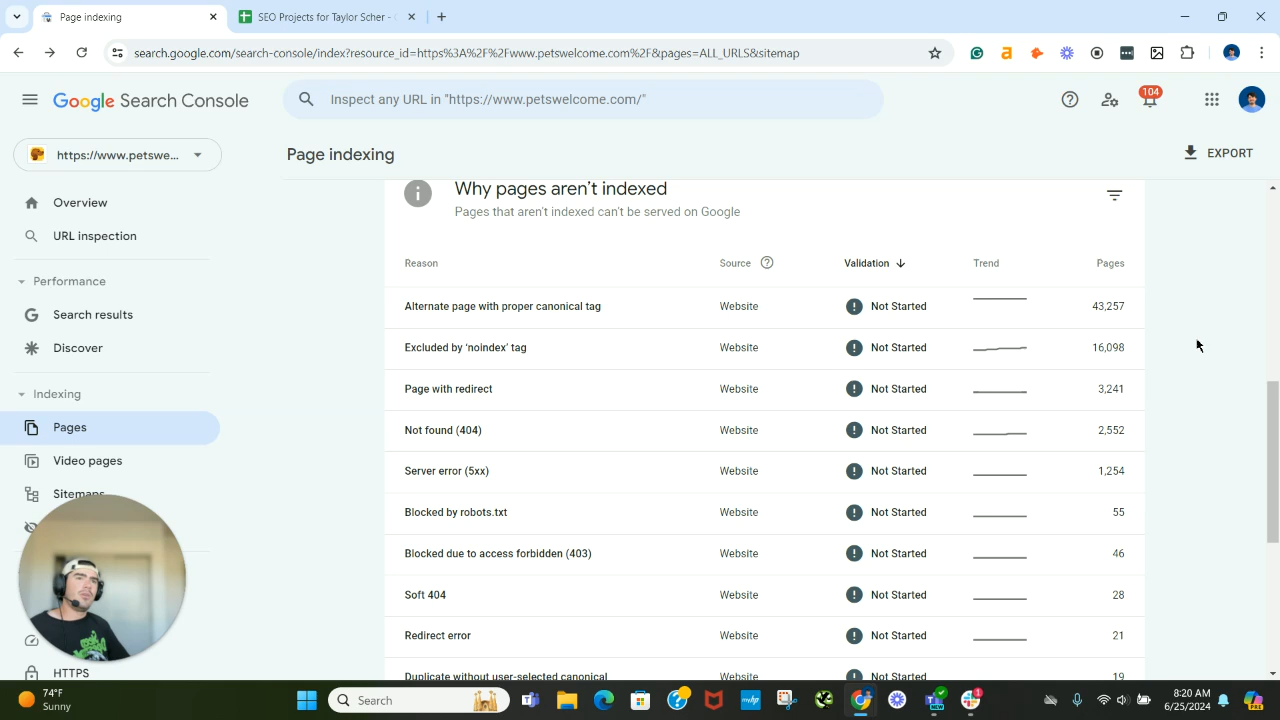 Page indexing
SEO Projects for Taylor Scher -
search.google.com/search-console/index?resource_id=https%3A%2F%2Fwww.petswelcome.com%2F&pages=ALL_URLS&sitemap
Google Search Console
Inspect any URL in "https://www.petswelcome.com/"
104
https://www.petswe...
Page indexing
EXPORT
Overview
URL inspection
Performance
Search results
Discover
Indexing
Pages
Video pages
Sitemaps
HTTPS
Why pages aren't indexed
Pages that aren't indexed can't be served on Google
Reason Source Validation Trend Pages
Alternate page with proper canonical tag Website Not Started 43,257
Excluded by 'noindex' tag Website Not Started 16,098
Page with redirect Website Not Started 3,241
Not found (404) Website Not Started 2,552
Server error (5xx) Website Not Started 1,254
Blocked by robots.txt Website Not Started 55
Blocked due to access forbidden (403) Website Not Started 46
Soft 404 Website Not Started 28
Redirect error Website Not Started 21
Duplicate without user-selected canonical Website Not Started 19
74°F
Sunny
Search
8:20 AM
6/25/2024